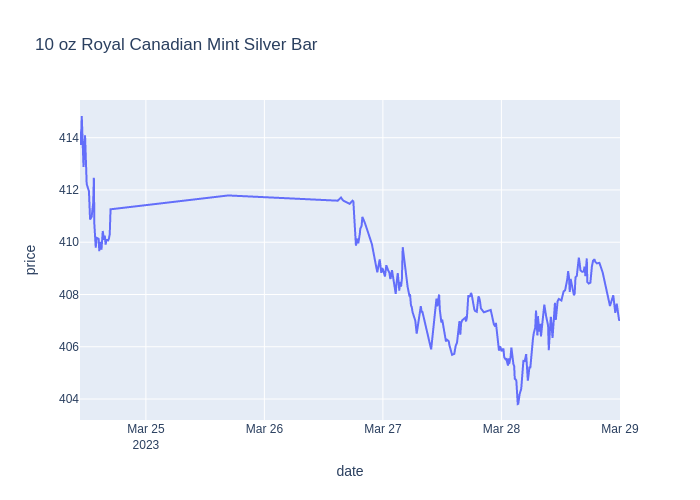 10 oz Royal Canadian Mint Silver Bar
price
414
412
410
408
406
404
Mar 25
2023
Mar 26
Mar 27
Mar 28
Mar 29
date